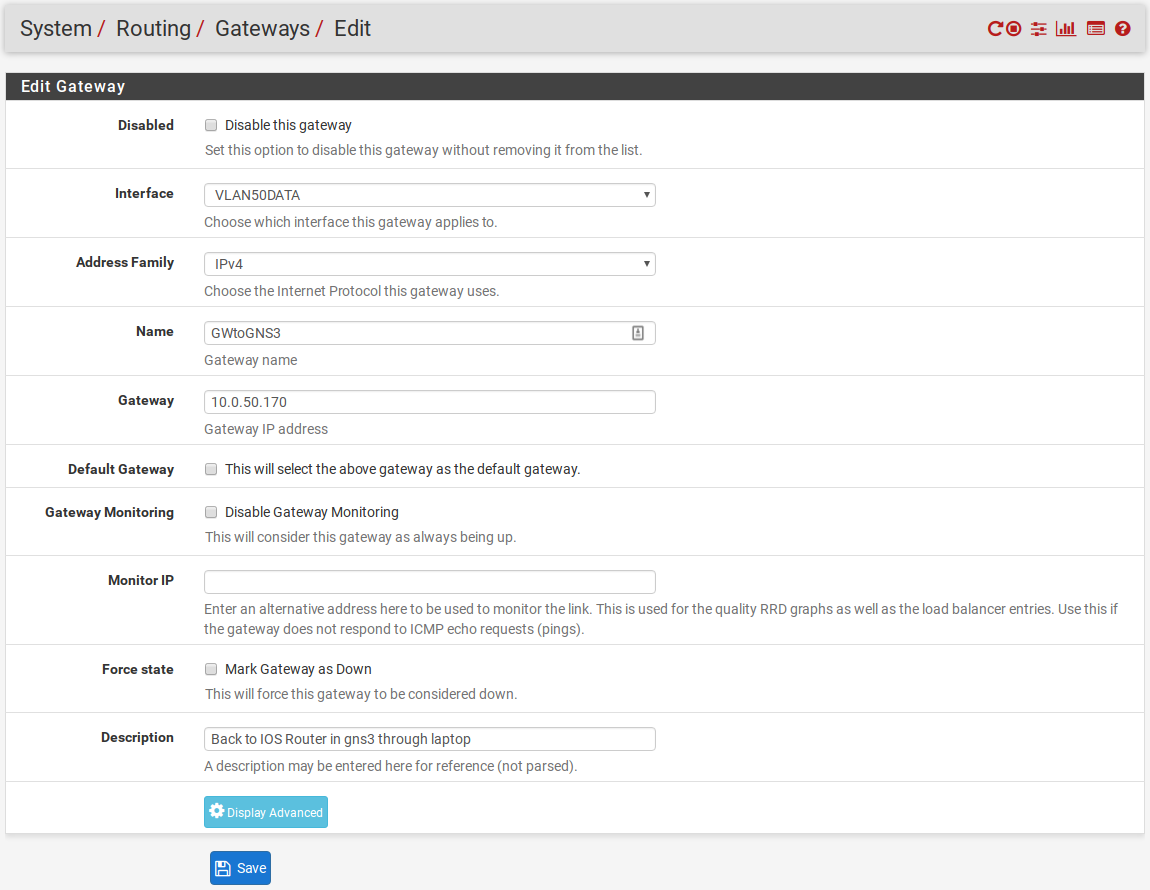 System / Routing / Gateways / Edit
Edit Gateway
Disabled
Disable this gateway
Set this option to disable this gateway without removing it from the list.
Interface
VLAN50DATA
Choose which interface this gateway applies to.
Address Family
IPv4
Choose the Internet Protocol this gateway uses.
Name
GWtoGNS3
Gateway name
Gateway
10.0.50.170
Gateway IP address
Default Gateway
This will select the above gateway as the default gateway.
Gateway Monitoring
Disable Gateway Monitoring
This will consider this gateway as always being up.
Monitor IP
Enter an alternative address here to be used to monitor the link. This is used for the quality RRD graphs as well as the load balancer entries. Use this if
the gateway does not respond to ICMP echo requests (pings).
Force state
Mark Gateway as Down
This will force this gateway to be considered down.
Description
Back to IOS Router in gns3 through laptop
A description may be entered here for reference (not parsed).
Display Advanced
Save